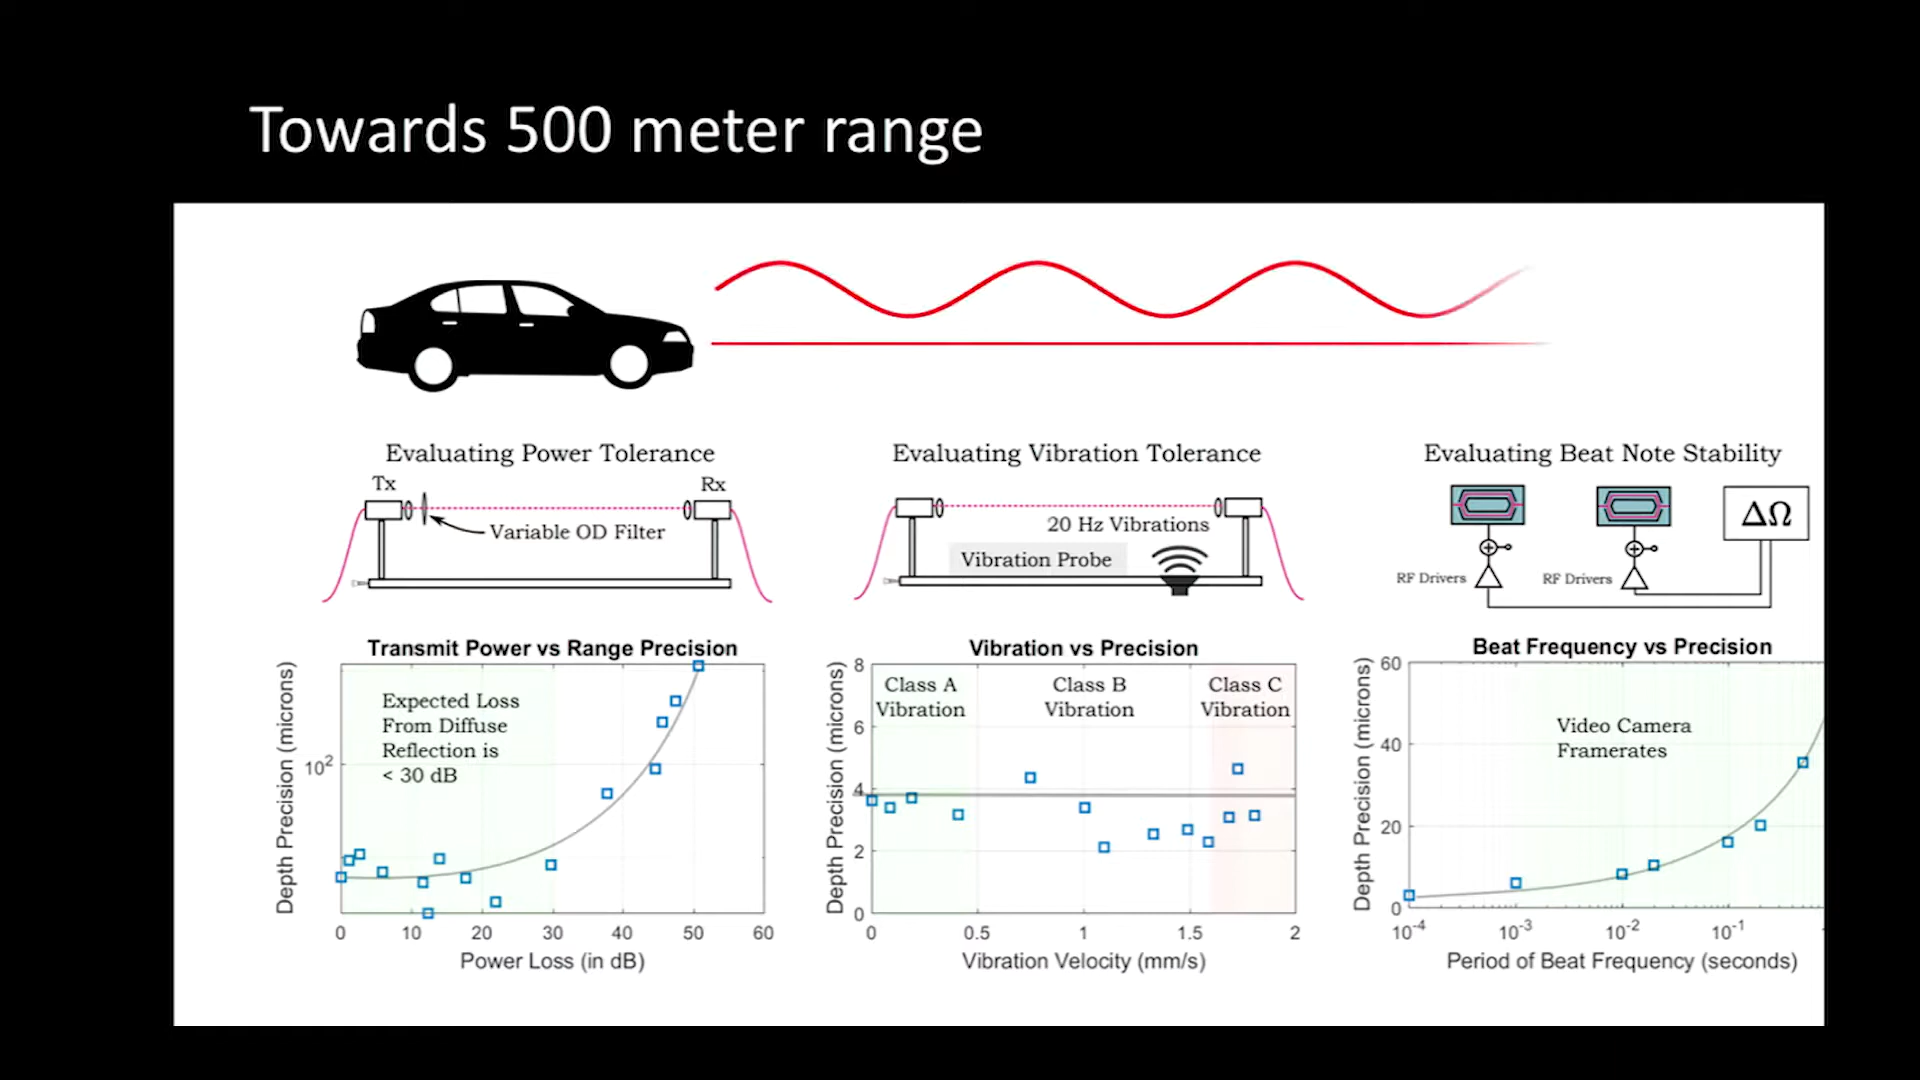 Towards 500 meter range
Evaluating Power Tolerance
Tx
Rx
Variable OD Filter
Evaluating Vibration Tolerance
20 Hz Vibrations
Vibration Probe
Evaluating Beat Note Stability
ΔΩ
RF Drivers
RF Drivers
Transmit Power vs Range Precision
Depth Precision (microns)
10²
Expected Loss
From Diffuse
Reflection is
< 30 dB
0 10 20 30 40 50 60
Power Loss (in dB)
Vibration vs Precision
Depth Precision (microns)
8
6
4
2
0
Class A
Vibration
Class B
Vibration
Class C
Vibration
0 0.5 1 1.5 2
Vibration Velocity (mm/s)
Beat Frequency vs Precision
Depth Precision (microns)
60
40
20
0
Video Camera
Framerates
10⁻⁴ 10⁻³ 10⁻² 10⁻¹
Period of Beat Frequency (seconds)